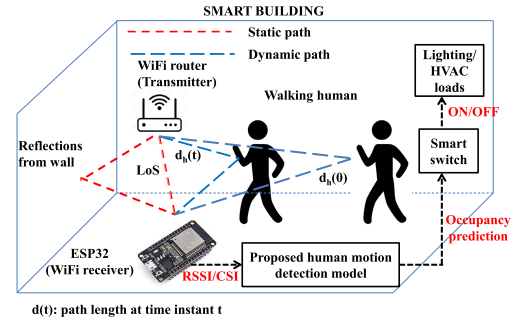 SMART BUILDING
Static path
Dynamic path
WiFi router
(Transmitter)
Walking human
Lighting/
HVAC
loads
ON/OFF
Smart
switch
Reflections
from wall
LoS
dh(t)
dh(0)
Occupancy
prediction
ESP32
(WiFi receiver)
RSSI/CSI
Proposed human motion
detection model
d(t): path length at time instant t